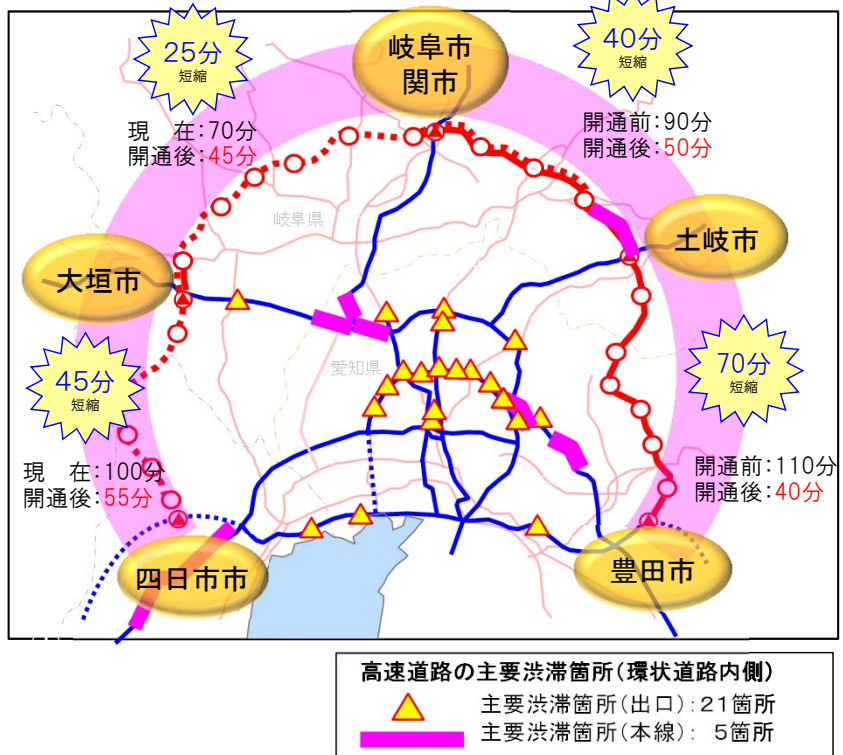 25分
短縮
岐阜市
関市
40分
短縮
現　在:70分
開通後:45分
開通前:90分
開通後:50分
岐阜県
大垣市
土岐市
愛知県
45分
短縮
70分
短縮
現　在:100分
開通後:55分
開通前:110分
開通後:40分
四日市市
豊田市
高速道路の主要渋滞箇所(環状道路内側)
主要渋滞箇所(出口): 21箇所
主要渋滞箇所(本線): 5箇所